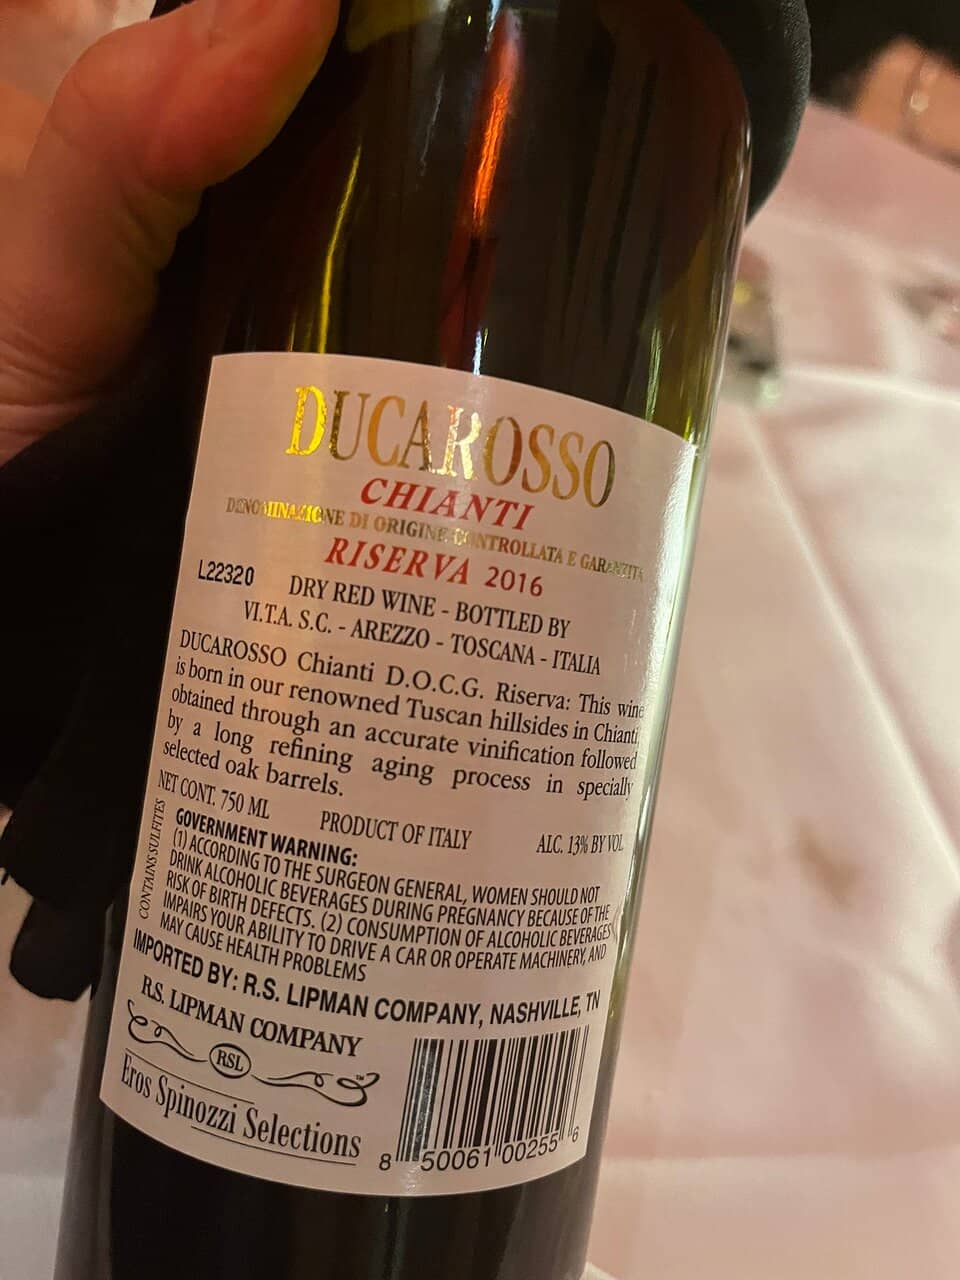 DUCAROSSO
CHIANTI
DENOMINAZIONE DI ORIGINE CONTROLLATA E GARANTITA
RISERVA 2016
L22320
DRY RED WINE - BOTTLED BY
VI.T.A. S.C. - AREZZO - TOSCANA - ITALIA
DUCAROSSO Chianti D.O.C.G. Riserva: This wine
is born in our renowned Tuscan hillsides in Chianti
obtained through an accurate vinification followed
by a long refining aging process in specially
selected oak barrels.
NET CONT. 750 ML PRODUCT OF ITALY ALC. 13% BY VOL.
CONTAINS SULFITES
GOVERNMENT WARNING:
(1) ACCORDING TO THE SURGEON GENERAL, WOMEN SHOULD NOT
DRINK ALCOHOLIC BEVERAGES DURING PREGNANCY BECAUSE OF THE
RISK OF BIRTH DEFECTS. (2) CONSUMPTION OF ALCOHOLIC BEVERAGES
IMPAIRS YOUR ABILITY TO DRIVE A CAR OR OPERATE MACHINERY, AND
MAY CAUSE HEALTH PROBLEMS
IMPORTED BY: R.S. LIPMAN COMPANY, NASHVILLE, TN
R.S. LIPMAN COMPANY
RSL
TM
Eros Spinozzi Selections
8 50061 00255 6